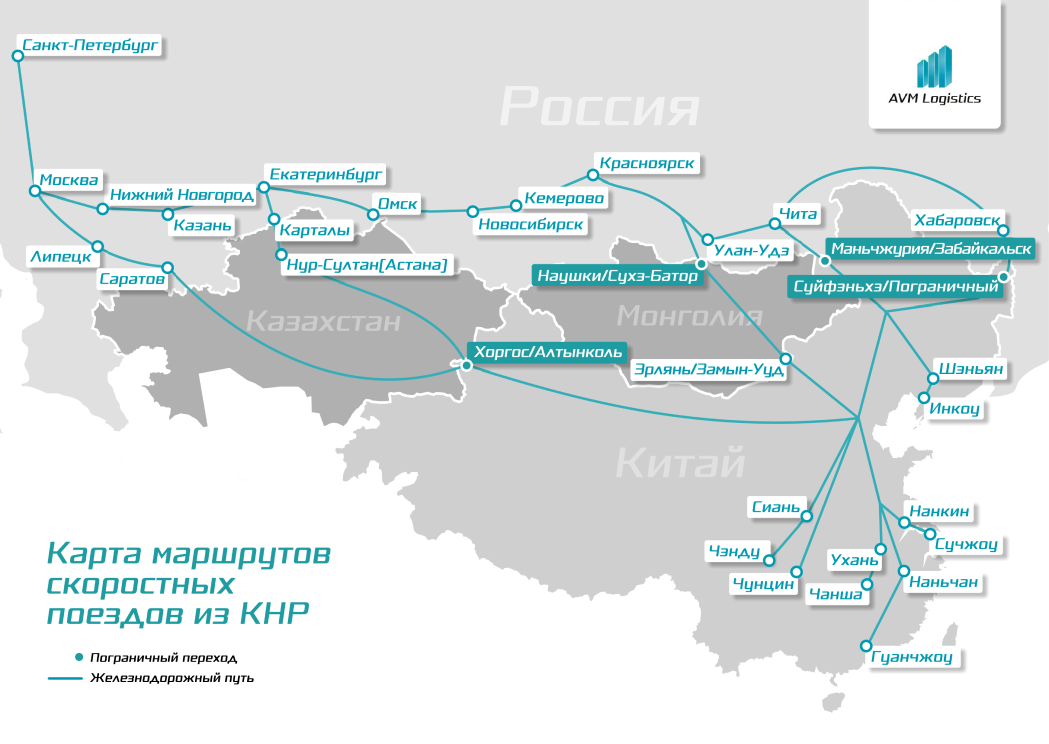 Санкт-Петербург
Россия
AVM Logistics
Москва
Нижний Новгород
Казань
Екатеринбург
Карталы
Омск
Новосибирск
Кемерово
Красноярск
Чита
Хабаровск
Улан-Удэ
Маньчжурия/Забайкальск
Липецк
Саратов
Нур-Султан[Астана]
Наушки/Сухэ-Батор
Суйфэньхэ/Пограничный
Казахстан
Монголия
Хоргос/Алтынколь
Эрлянь/Замын-Ууд
Шэньян
Инкоу
Китай
Сиань
Нанкин
Сучжоу
Чэнду
Чунцин
Ухань
Чанша
Наньчан
Гуанчжоу
Карта маршрутов
скоростных
поездов из КНР
Пограничный переход
Железнодорожный путь